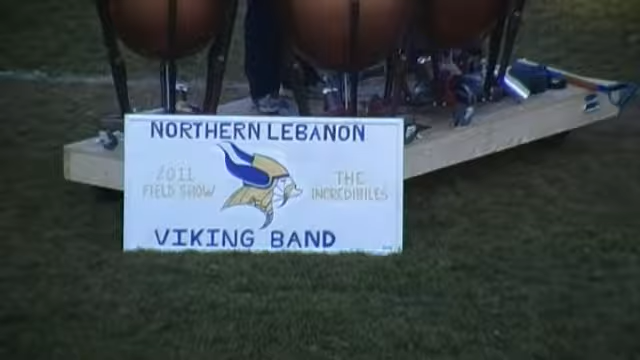 NORTHERN LEBANON
2011
FIELD SHOW
THE
INCREDIBLES
VIKING BAND